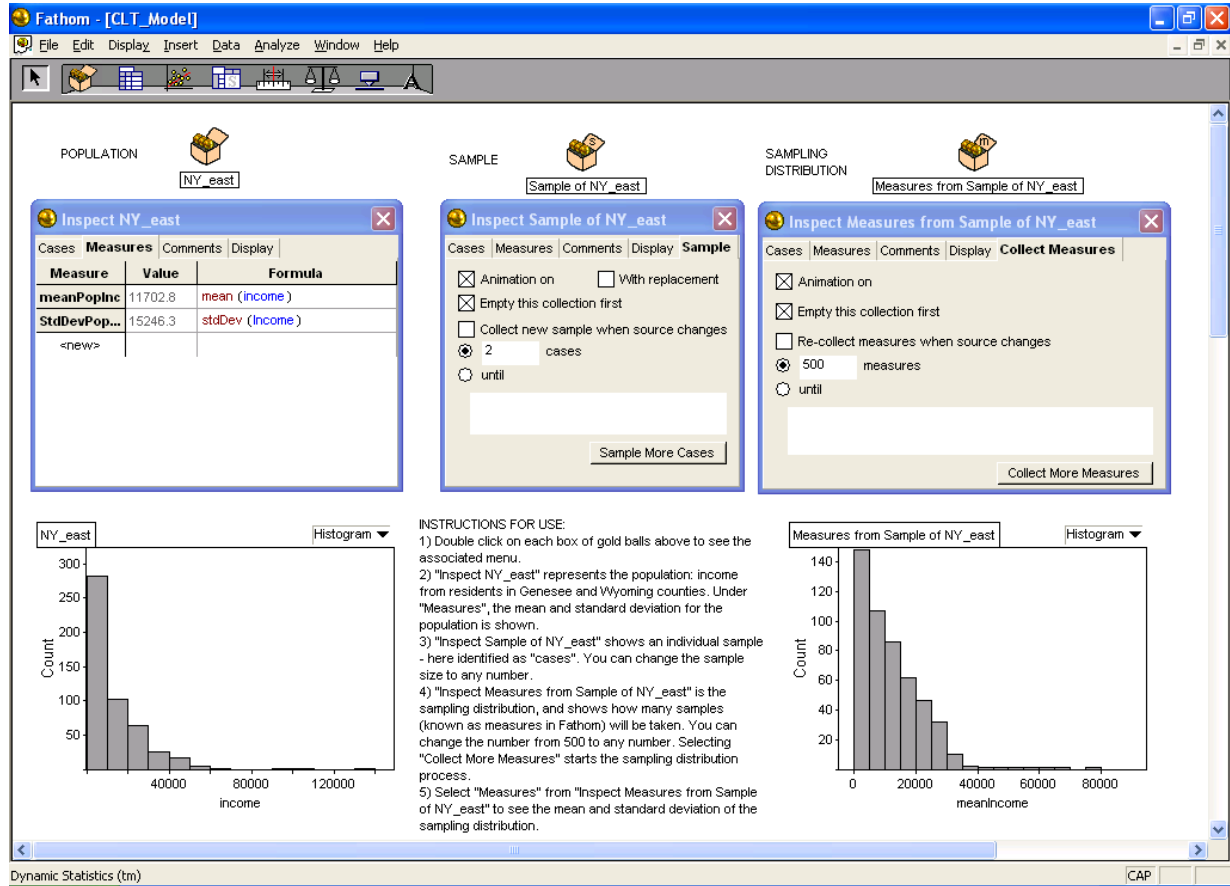 Fathom - [CLT_Model]
File Edit Display Insert Data Analyze Window Help
POPULATION
NY_east
SAMPLE
Sample of NY_east
SAMPLING
DISTRIBUTION
Measures from Sample of NY_east
Inspect NY_east
Cases Measures Comments Display
Measure Value Formula
meanPopInc 11702.8 mean (income)
StdDevPop... 15246.3 stdDev (Income)
<new>
Inspect Sample of NY_east
Cases Measures Comments Display Sample
Animation on With replacement
Empty this collection first
Collect new sample when source changes
2 cases
until
Sample More Cases
Inspect Measures from Sample of NY_east
Cases Measures Comments Display Collect Measures
Animation on
Empty this collection first
Re-collect measures when source changes
500 measures
until
Collect More Measures
NY_east
Histogram
300
250
200
150
100
50
Count
40000 80000 120000
income
INSTRUCTIONS FOR USE:
1) Double click on each box of gold balls above to see the
associated menu.
2) "Inspect NY_east" represents the population: income
from residents in Genesee and Wyoming counties. Under
"Measures", the mean and standard deviation for the
population is shown.
3) "Inspect Sample of NY_east" shows an individual sample
- here identified as "cases". You can change the sample
size to any number.
4) "Inspect Measures from Sample of NY_east" is the
sampling distribution, and shows how many samples
(known as measures in Fathom) will be taken. You can
change the number from 500 to any number. Selecting
"Collect More Measures" starts the sampling distribution
process.
5) Select "Measures" from "Inspect Measures from Sample
of NY_east" to see the mean and standard deviation of the
sampling distribution.
Measures from Sample of NY_east
Histogram
140
120
100
80
60
40
20
Count
0 20000 40000 60000 80000
meanIncome
Dynamic Statistics (tm)
CAP